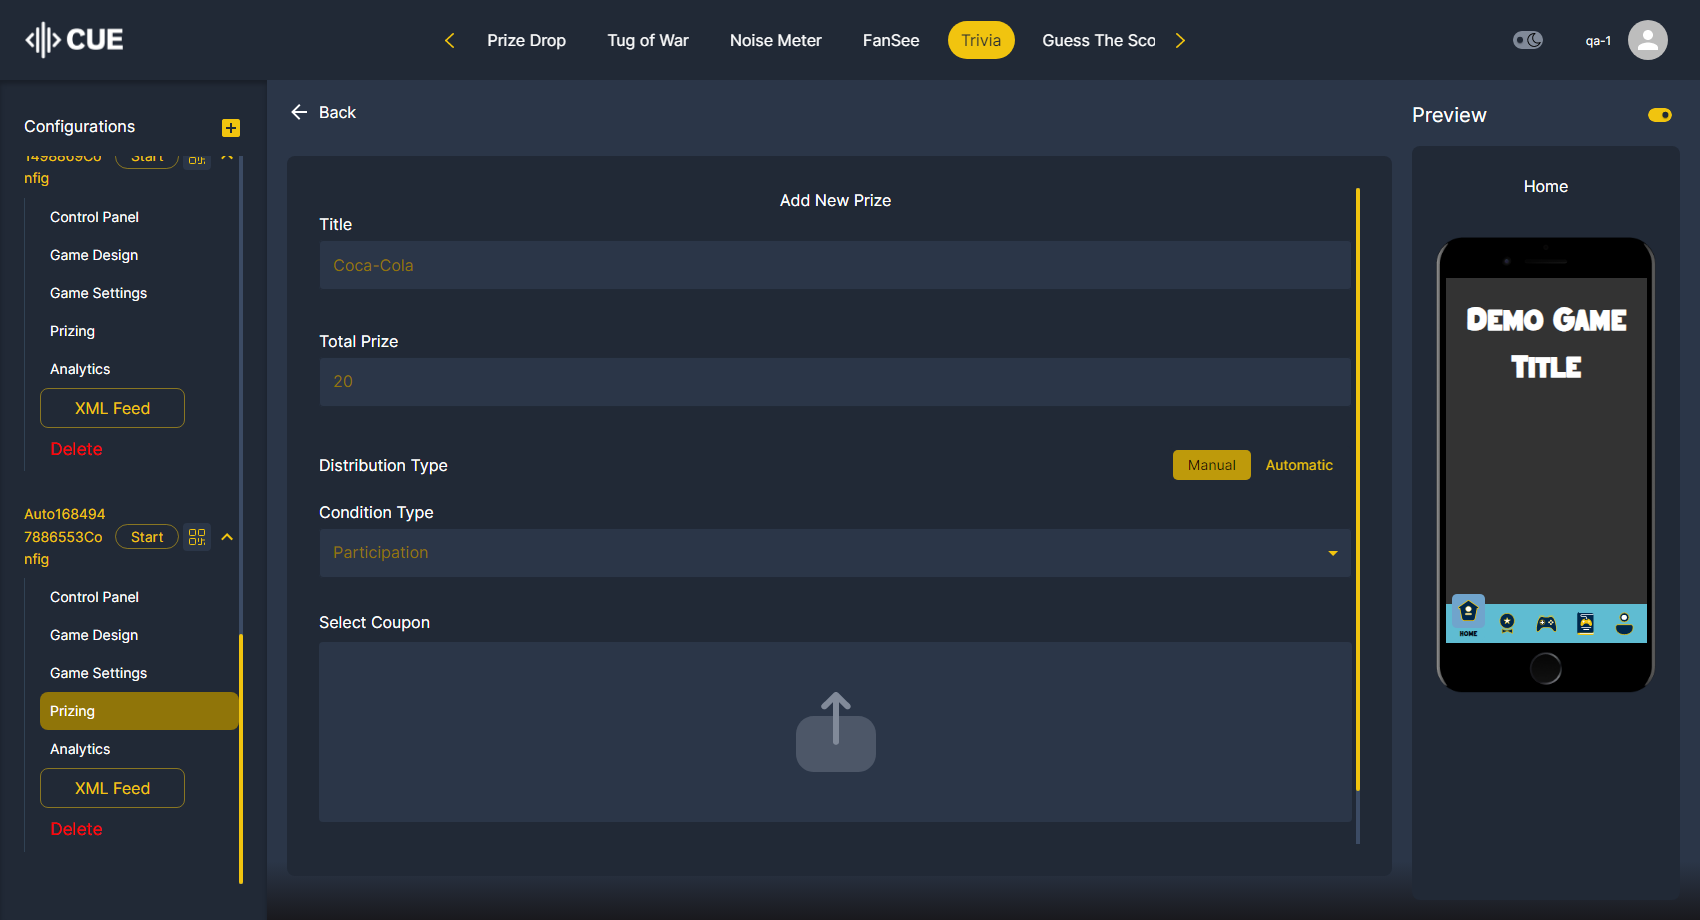 CUE
Prize Drop
Tug of War
Noise Meter
FanSee
Trivia
Guess The Sco
qa-1
Configurations
1498869Co
nfig
Start
Control Panel
Game Design
Game Settings
Prizing
Analytics
XML Feed
Delete
Auto168494
7886553Co
nfig
Start
Control Panel
Game Design
Game Settings
Prizing
Analytics
XML Feed
Delete
Back
Add New Prize
Title
Coca-Cola
Total Prize
20
Distribution Type
Manual
Automatic
Condition Type
Participation
Select Coupon
Preview
Home
Demo Game
Title
HOME